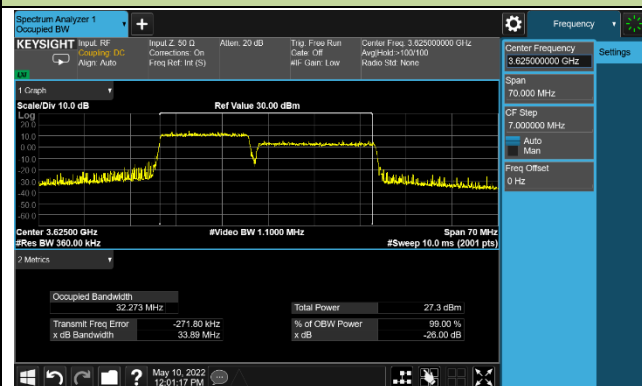 Spectrum Analyzer 1
Occupied BW
Frequency
KEYSIGHT
Input: RF
Coupling: DC
Align: Auto
Input Z: 50 Ω
Corrections: On
Freq Ref: Int (S)
Atten: 20 dB
Trig: Free Run
Gate: Off
#IF Gain: Low
Center Freq: 3.625000000 GHz
Avg|Hold:>100/100
Radio Std: None
Center Frequency
3.625000000 GHz
Settings
Span
70.000 MHz
CF Step
7.000000 MHz
Auto
Man
Freq Offset
0 Hz
1 Graph
Scale/Div 10.0 dB
Ref Value 30.00 dBm
Log
20.0
10.0
0.00
-10.0
-20.0
-30.0
-40.0
-50.0
-60.0
Center 3.62500 GHz
#Video BW 1.1000 MHz
Span 70 MHz
#Res BW 360.00 kHz
#Sweep 10.0 ms (2001 pts)
2 Metrics
Occupied Bandwidth
32.273 MHz
Total Power
27.3 dBm
Transmit Freq Error
-271.80 kHz
% of OBW Power
99.00 %
x dB Bandwidth
33.89 MHz
x dB
-26.00 dB
?
May 10, 2022
12:01:17 PM